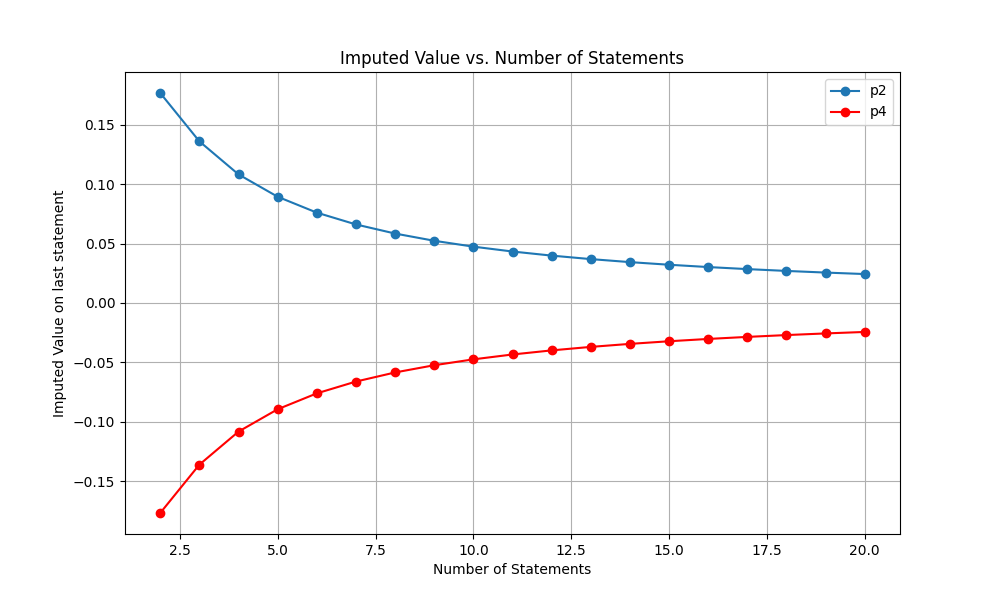 Imputed Value vs. Number of Statements
p2
p4
Imputed Value on last statement
0.15
0.10
0.05
0.00
−0.05
−0.10
−0.15
2.5 5.0 7.5 10.0 12.5 15.0 17.5 20.0
Number of Statements